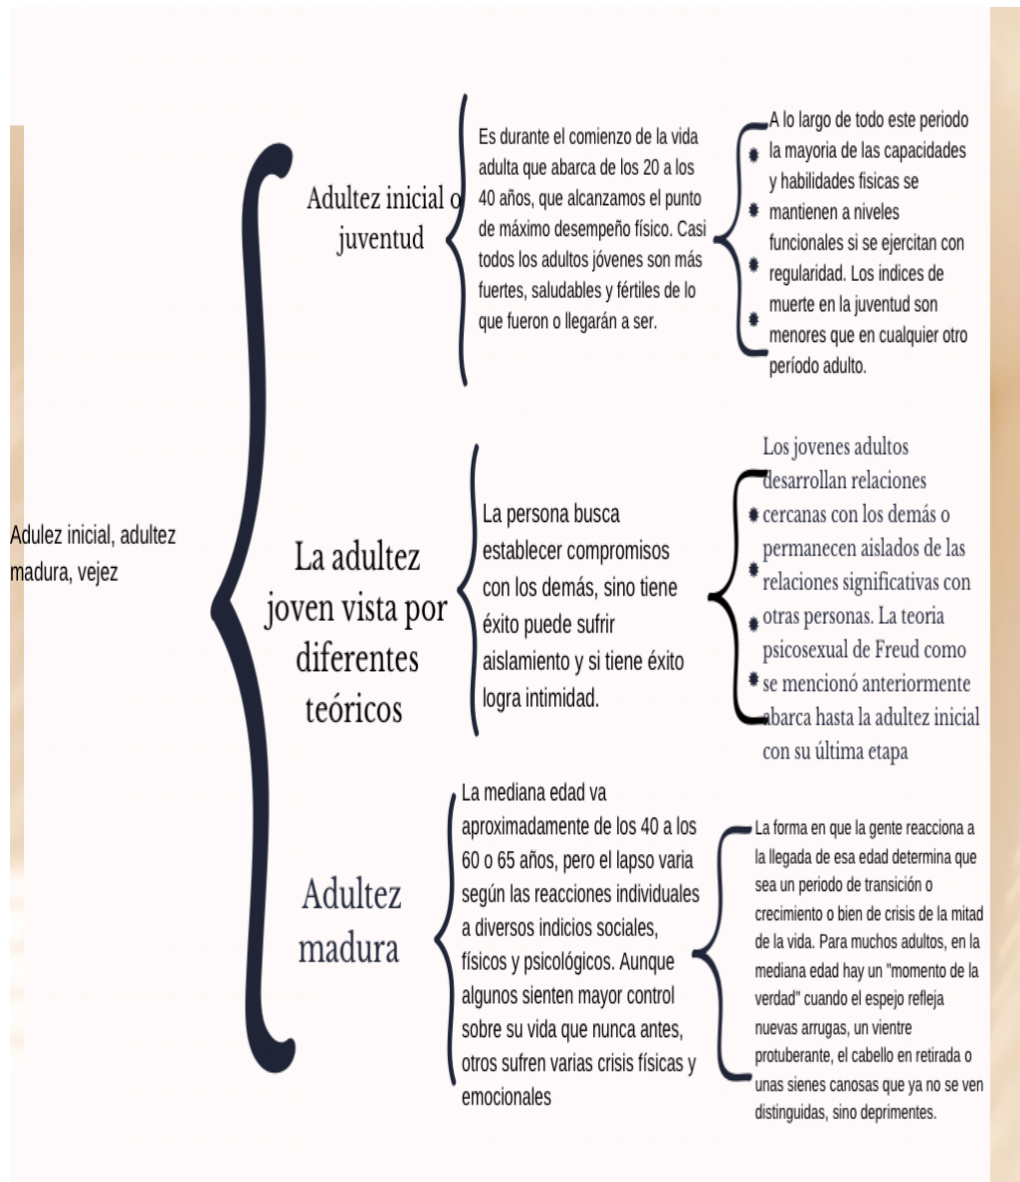 Adulez inicial, adultez
madura, vejez
Adultez inicial o
juventud
Es durante el comienzo de la vida
adulta que abarca de los 20 a los
40 años, que alcanzamos el punto
de máximo desempeño físico. Casi
todos los adultos jóvenes son más
fuertes, saludables y fértiles de lo
que fueron o llegarán a ser.
A lo largo de todo este periodo
la mayoria de las capacidades
y habilidades fisicas se
mantienen a niveles
funcionales si se ejercitan con
regularidad. Los indices de
muerte en la juventud son
menores que en cualquier otro
período adulto.
La adultez
joven vista por
diferentes
teóricos
La persona busca
establecer compromisos
con los demás, sino tiene
éxito puede sufrir
aislamiento y si tiene éxito
logra intimidad.
Los jovenes adultos
desarrollan relaciones
cercanas con los demás o
permanecen aislados de las
relaciones significativas con
otras personas. La teoria
psicosexual de Freud como
se mencionó anteriormente
abarca hasta la adultez inicial
con su última etapa
Adultez
madura
La mediana edad va
aproximadamente de los 40 a los
60 o 65 años, pero el lapso varia
según las reacciones individuales
a diversos indicios sociales,
físicos y psicológicos. Aunque
algunos sienten mayor control
sobre su vida que nunca antes,
otros sufren varias crisis físicas y
emocionales
La forma en que la gente reacciona a
la llegada de esa edad determina que
sea un periodo de transición o
crecimiento o bien de crisis de la mitad
de la vida. Para muchos adultos, en la
mediana edad hay un "momento de la
verdad" cuando el espejo refleja
nuevas arrugas, un vientre
protuberante, el cabello en retirada o
unas sienes canosas que ya no se ven
distinguidas, sino deprimentes.